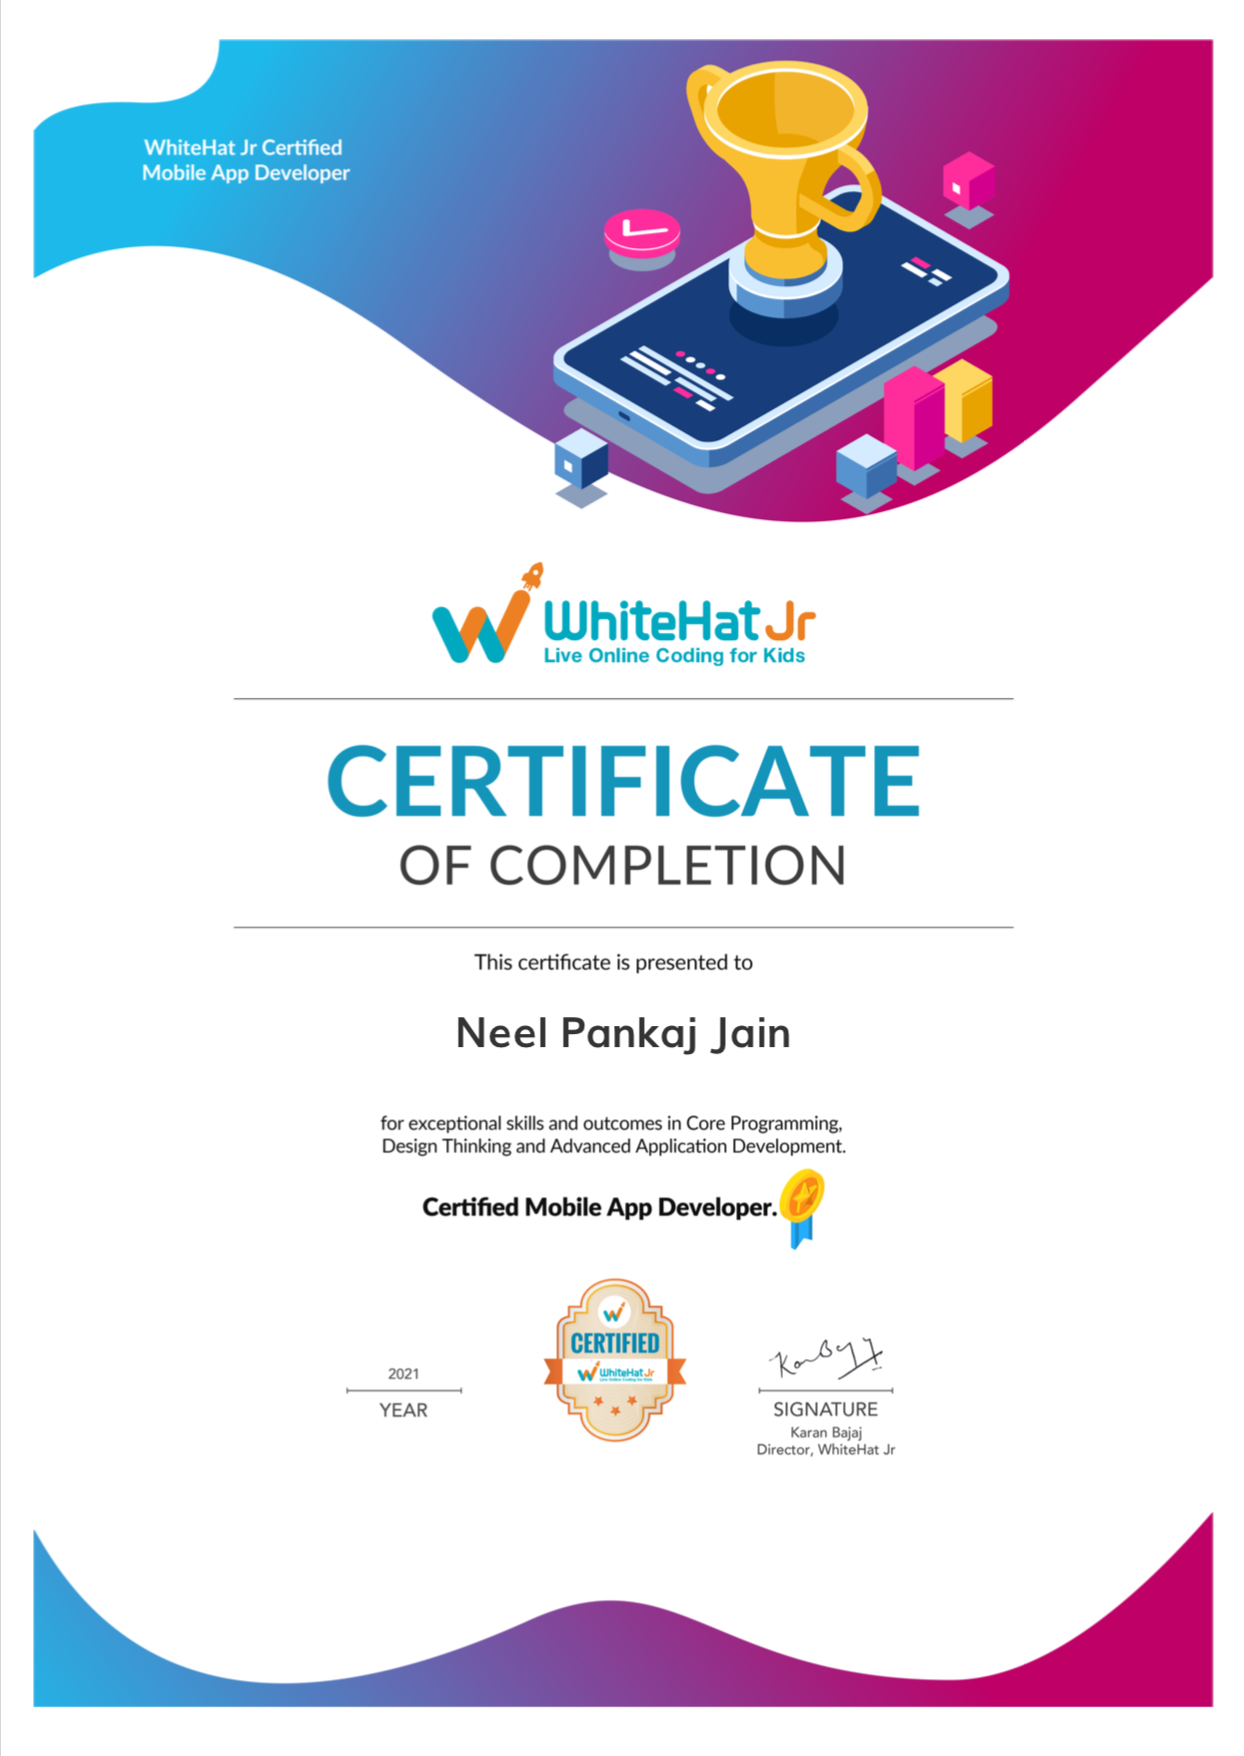 WhiteHat Jr Certified
Mobile App Developer
WhiteHat Jr
Live Online Coding for Kids
CERTIFICATE
OF COMPLETION
This certificate is presented to
Neel Pankaj Jain
for exceptional skills and outcomes in Core Programming,
Design Thinking and Advanced Application Development.
Certified Mobile App Developer.
CERTIFIED
WhiteHat Jr
Live Online Coding for Kids
2021
YEAR
SIGNATURE
Karan Bajaj
Director, WhiteHat Jr